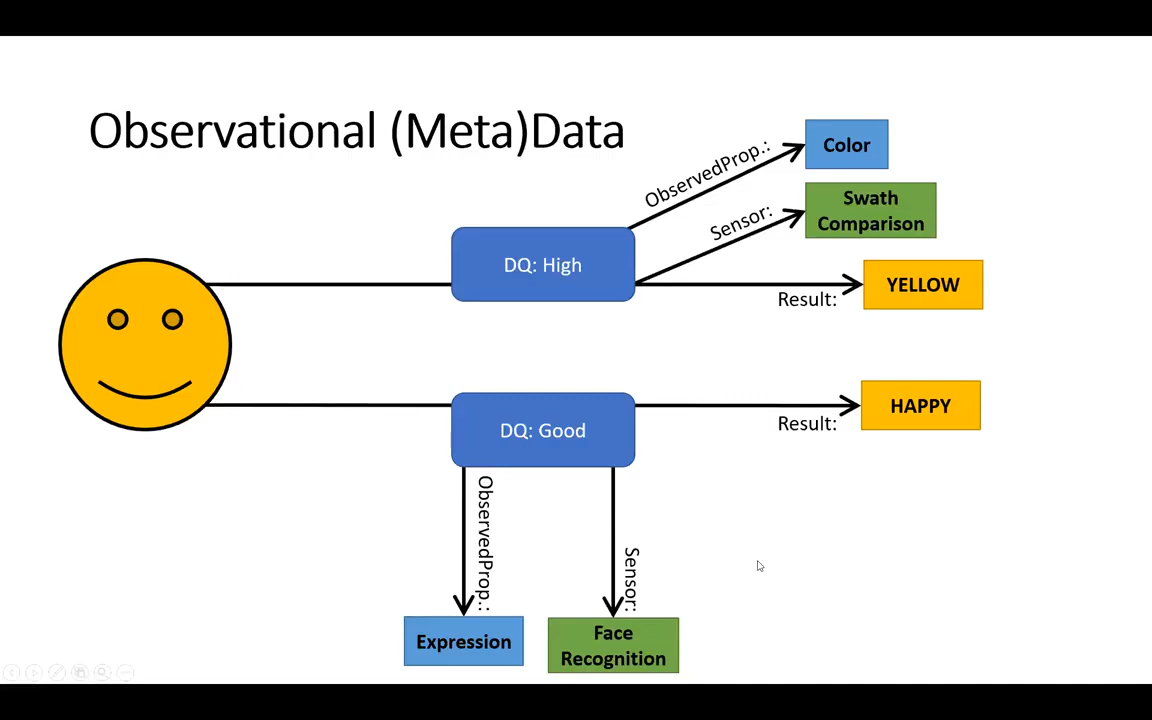 Observational (Meta)Data
ObservedProp.:
Color
Sensor:
Swath
Comparison
DQ: High
Result:
YELLOW
DQ: Good
Result:
HAPPY
ObservedProp.:
Sensor:
Expression
Face
Recognition